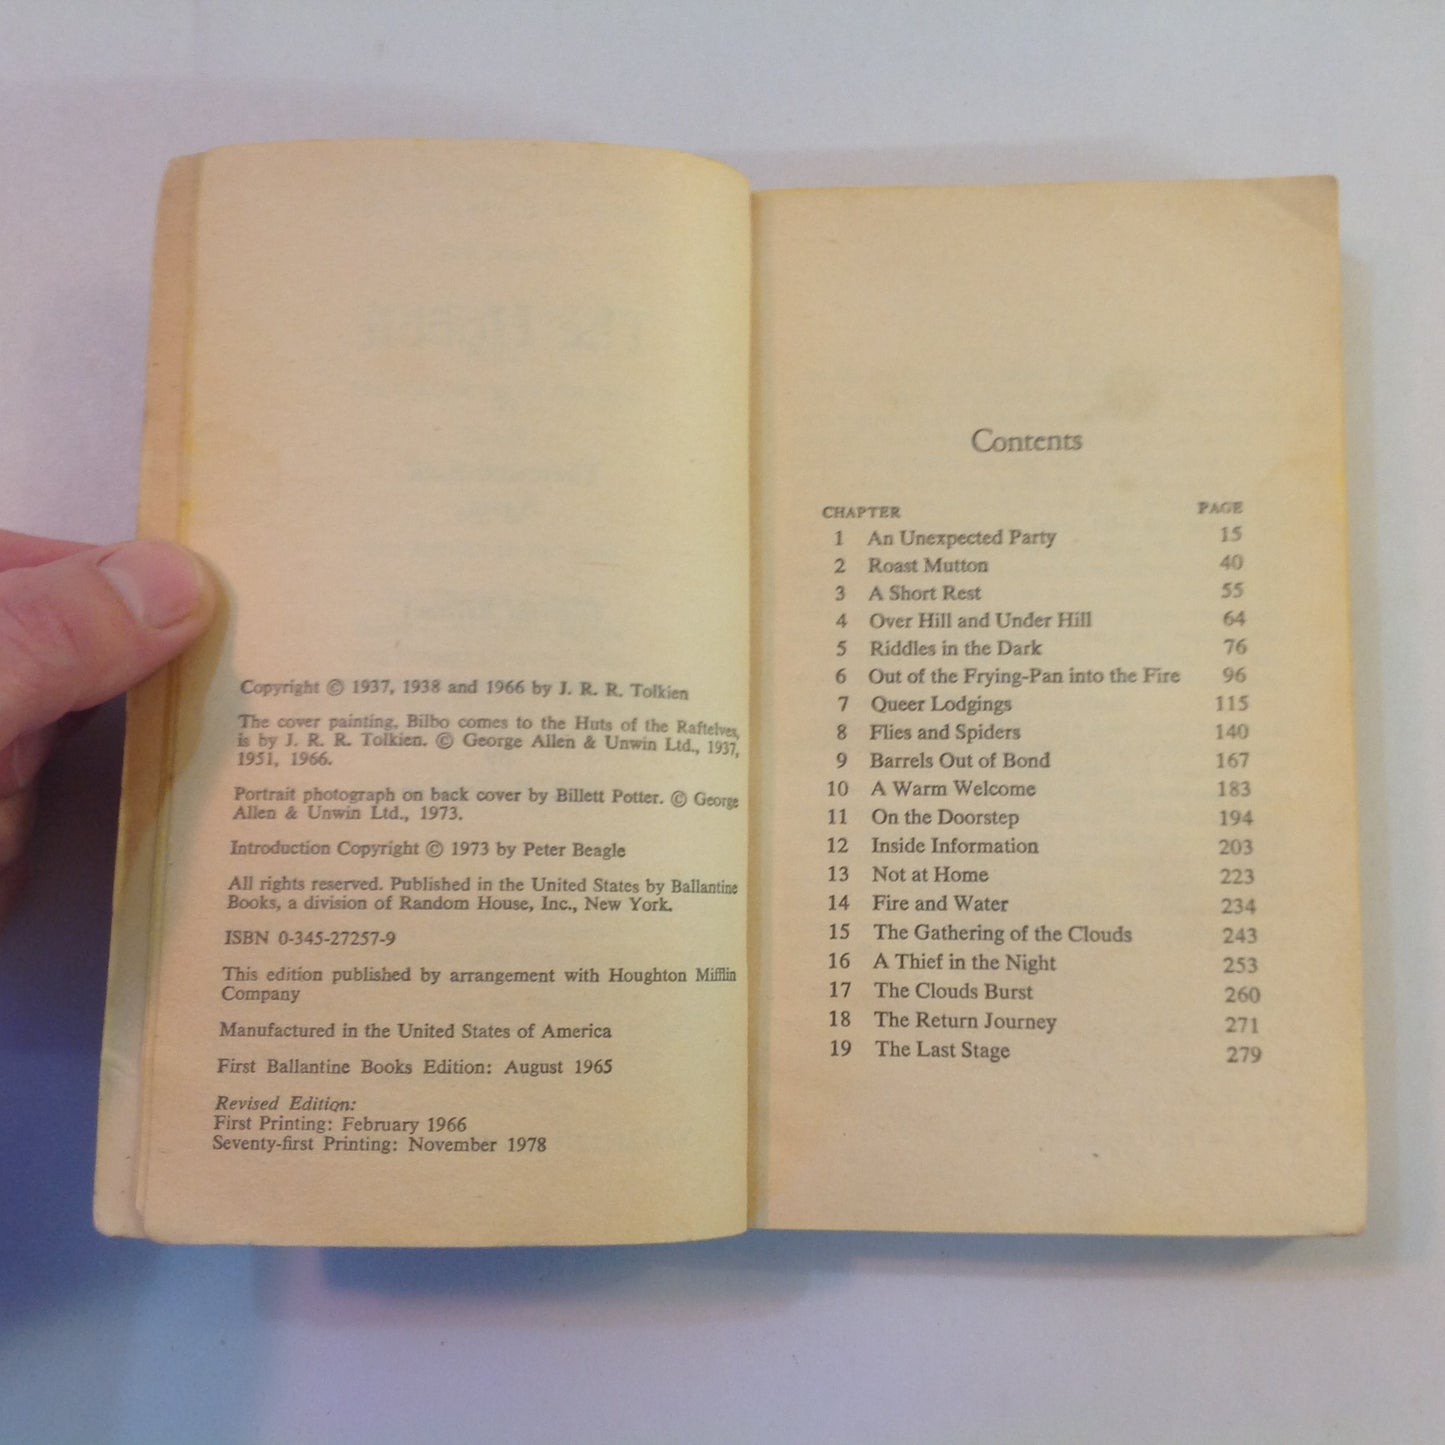 Copyright © 1937, 1938 and 1966 by J. R. R. Tolkien
The cover painting, Bilbo comes to the Huts of the Raftelves,
is by J. R. R. Tolkien. © George Allen & Unwin Ltd., 1937,
1951, 1966.
Portrait photograph on back cover by Billett Potter. © George
Allen & Unwin Ltd., 1973.
Introduction Copyright © 1973 by Peter Beagle
All rights reserved. Published in the United States by Ballantine
Books, a division of Random House, Inc., New York.
ISBN 0-345-27257-9
This edition published by arrangement with Houghton Mifflin
Company
Manufactured in the United States of America
First Ballantine Books Edition: August 1965
Revised Edition:
First Printing: February 1966
Seventy-first Printing: November 1978
Contents
CHAPTER PAGE
1 An Unexpected Party 15
2 Roast Mutton 40
3 A Short Rest 55
4 Over Hill and Under Hill 64
5 Riddles in the Dark 76
6 Out of the Frying-Pan into the Fire 96
7 Queer Lodgings 115
8 Flies and Spiders 140
9 Barrels Out of Bond 167
10 A Warm Welcome 183
11 On the Doorstep 194
12 Inside Information 203
13 Not at Home 223
14 Fire and Water 234
15 The Gathering of the Clouds 243
16 A Thief in the Night 253
17 The Clouds Burst 260
18 The Return Journey 271
19 The Last Stage 279